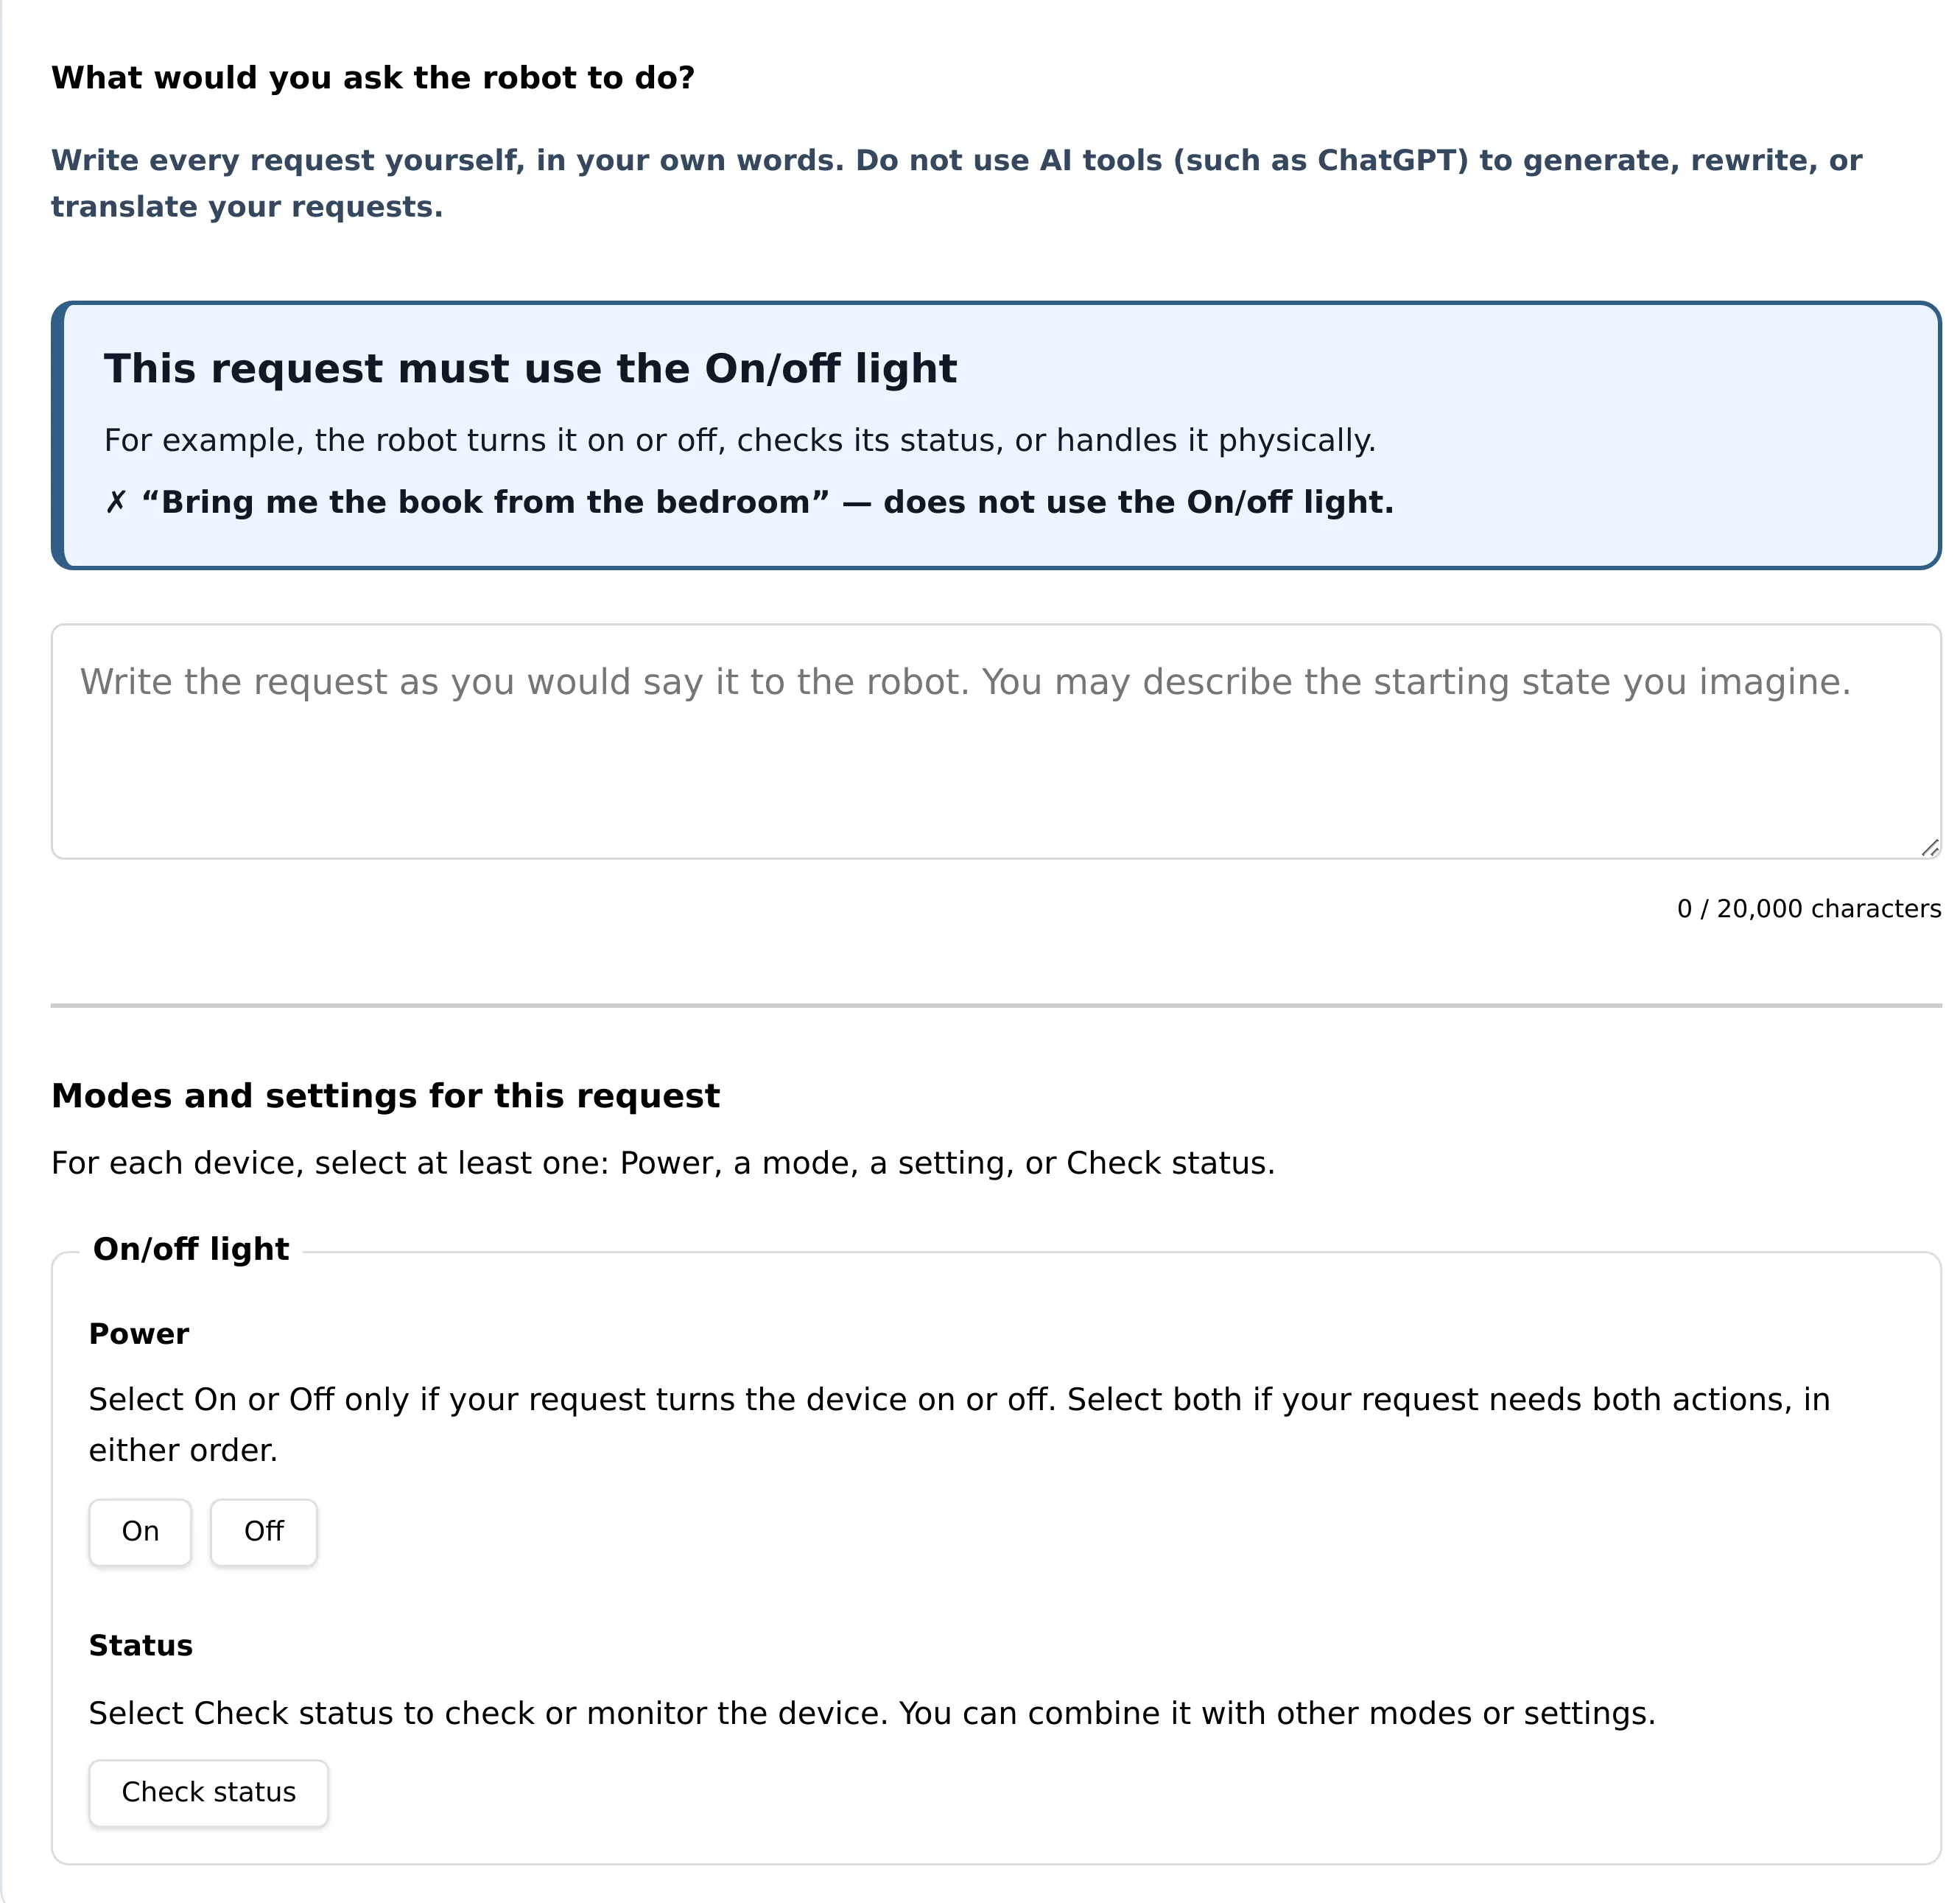 What would you ask the robot to do?
Write every request yourself, in your own words. Do not use AI tools (such as ChatGPT) to generate, rewrite, or
translate your requests.
This request must use the On/off light
For example, the robot turns it on or off, checks its status, or handles it physically.
✗ “Bring me the book from the bedroom” — does not use the On/off light.
Write the request as you would say it to the robot. You may describe the starting state you imagine.
0 / 20,000 characters
Modes and settings for this request
For each device, select at least one: Power, a mode, a setting, or Check status.
On/off light
Power
Select On or Off only if your request turns the device on or off. Select both if your request needs both actions, in
either order.
On Off
Status
Select Check status to check or monitor the device. You can combine it with other modes or settings.
Check status